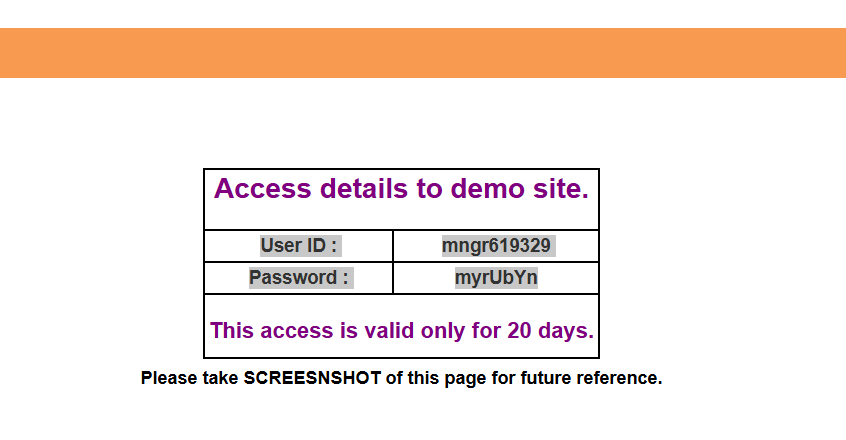 Access details to demo site.
User ID : mngr619329
Password : myrUbYn
This access is valid only for 20 days.
Please take SCREESNSHOT of this page for future reference.